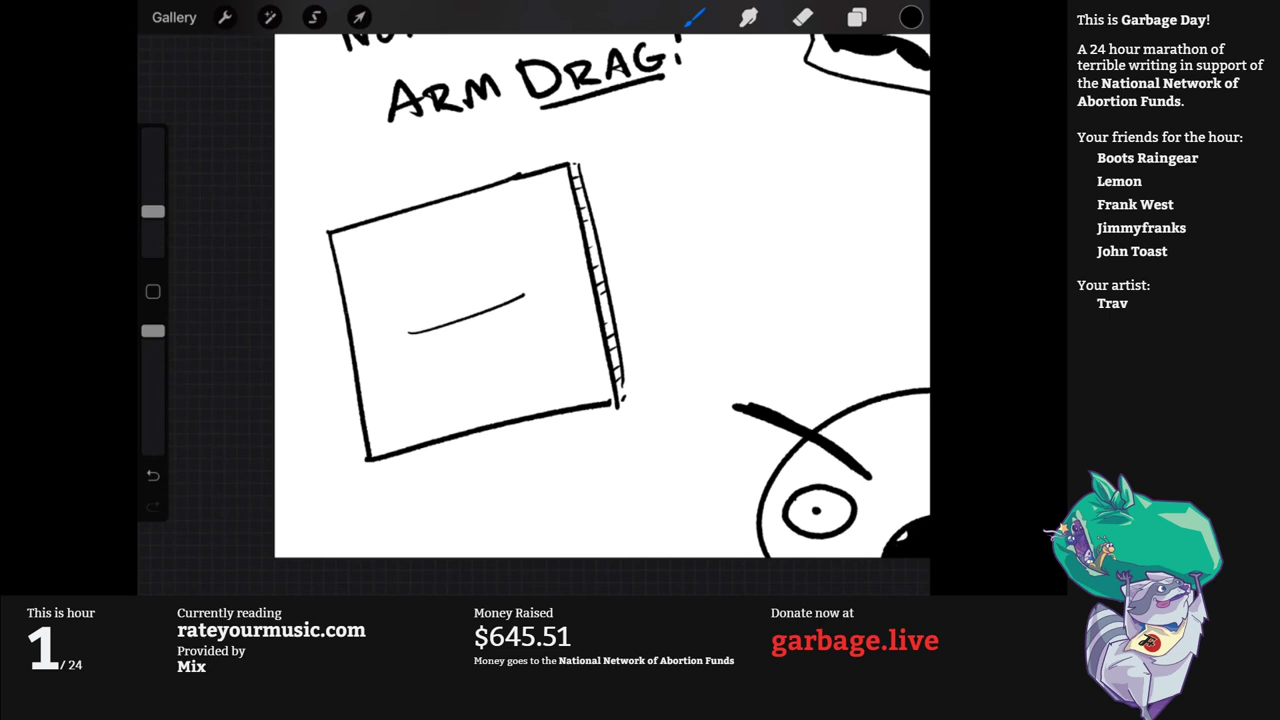 Gallery
ARM DRAG!
This is Garbage Day!
A 24 hour marathon of
terrible writing in support of
the National Network of
Abortion Funds.
Your friends for the hour:
Boots Raingear
Lemon
Frank West
Jimmyfranks
John Toast
Your artist:
Trav
This is hour
1 / 24
Currently reading
rateyourmusic.com
Provided by
Mix
Money Raised
$645.51
Money goes to the National Network of Abortion Funds
Donate now at
garbage.live